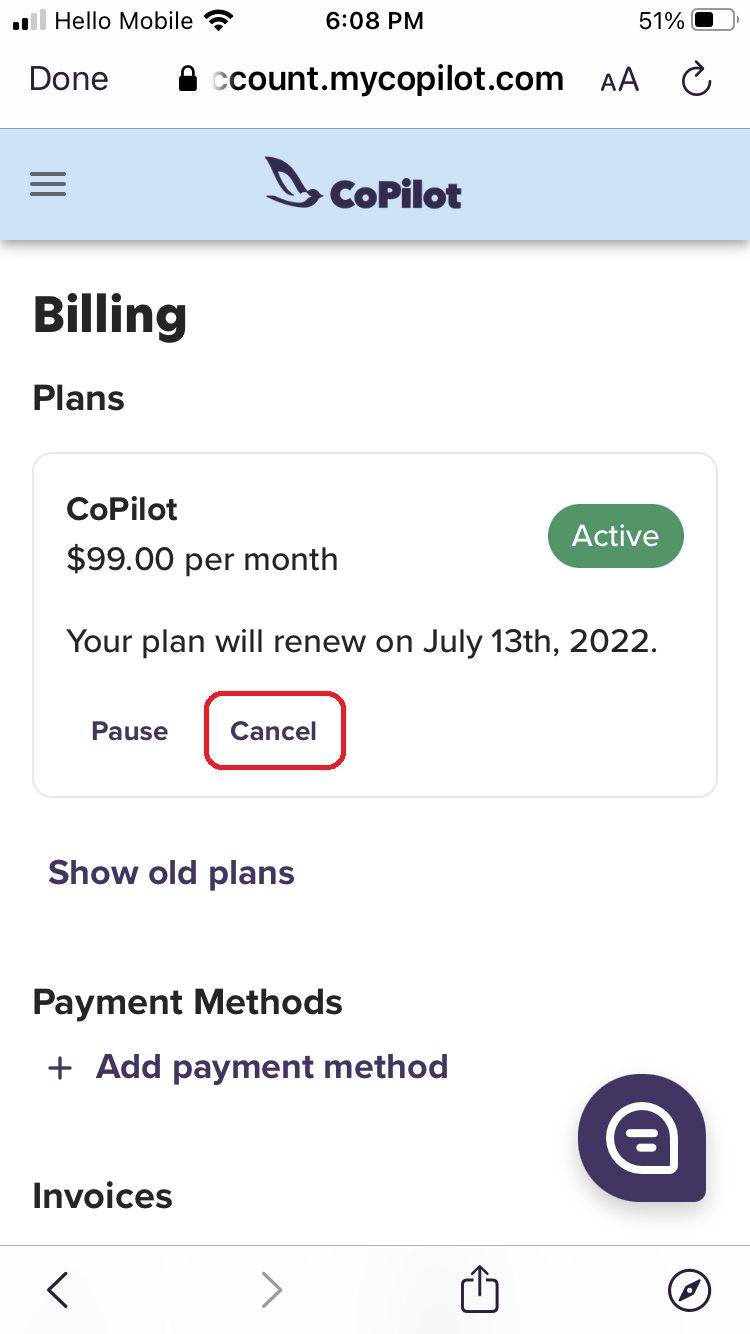 Hello Mobile 6:08 PM 51%
Done ccount.mycopilot.com AA
CoPilot
Billing
Plans
CoPilot
$99.00 per month
Active
Your plan will renew on July 13th, 2022.
Pause Cancel
Show old plans
Payment Methods
+ Add payment method
Invoices